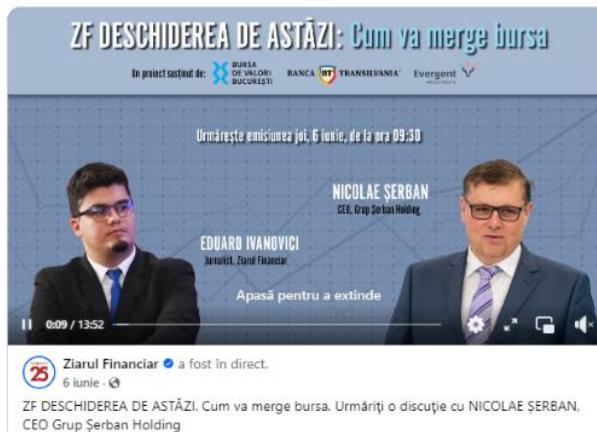 ZF DESCHIDEREA DE ASTĂZI: Cum va merge bursa
Un proiect susținut de:
BURSA
DE VALORI
BUCUREȘTI
BANCA BT TRANSILVANIA
Evergent
Urmărește emisiunea joi, 6 iunie, de la ora 09:30
NICOLAE ȘERBAN
CEO, Grup Șerban Holding
EDUARD IVANOVICI
Jurnalist, Ziarul Financiar
Apasă pentru a extinde
0:09 / 13:52
25
Ziarul Financiar a fost în direct.
6 iunie ·
ZF DESCHIDEREA DE ASTĂZI. Cum va merge bursa. Urmăriți o discuție cu NICOLAE ȘERBAN,
CEO Grup Șerban Holding